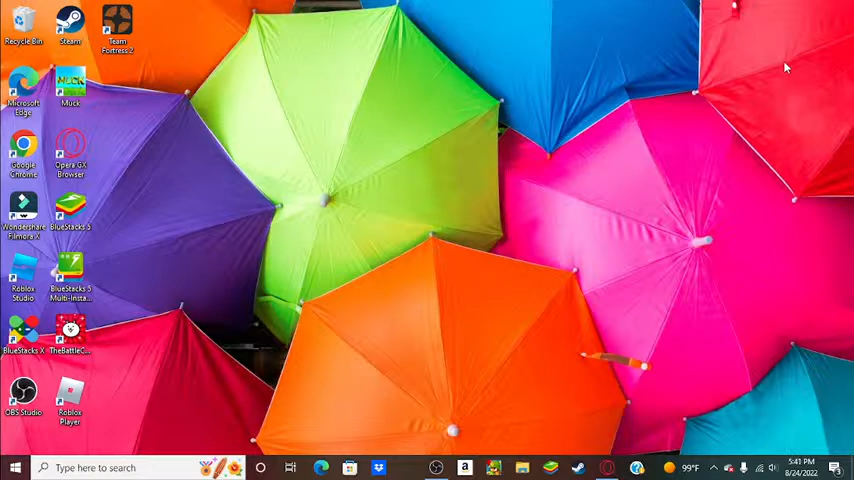 Recycle Bin
Steam
Team
Fortress 2
Microsoft
Edge
Muck
Google
Chrome
Opera GX
Browser
Wondershare
Filmora X
BlueStacks 5
Roblox
Studio
BlueStacks 5
Multi-Insta...
BlueStacks X
TheBattleC...
OBS Studio
Roblox
Player
Type here to search
99°F
5:41 PM
8/24/2022
3